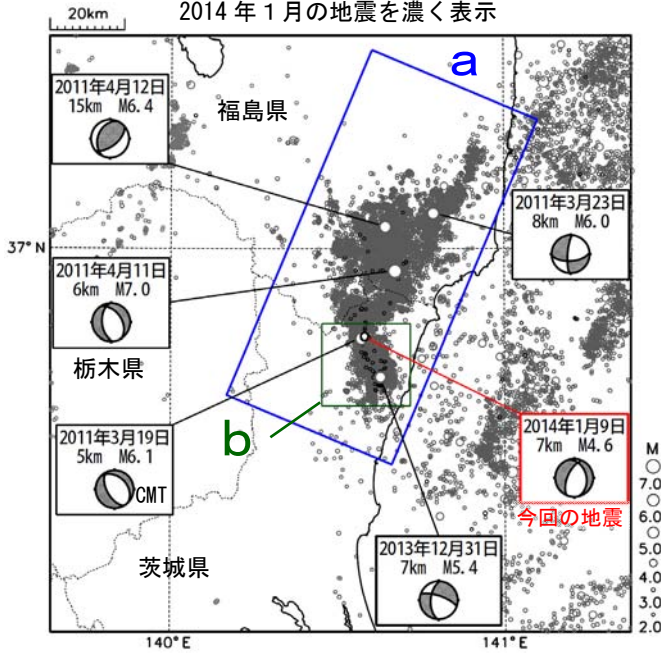 20km
2014年1月の地震を濃く表示
a
2011年4月12日
15km M6.4
福島県
2011年3月23日
8km M6.0
37°N
2011年4月11日
6km M7.0
栃木県
b
2011年3月19日
5km M6.1
CMT
2014年1月9日
7km M4.6
今回の地震
M
7.0
6.0
5.0
4.0
3.0
2.0
2013年12月31日
7km M5.4
茨城県
140°E
141°E